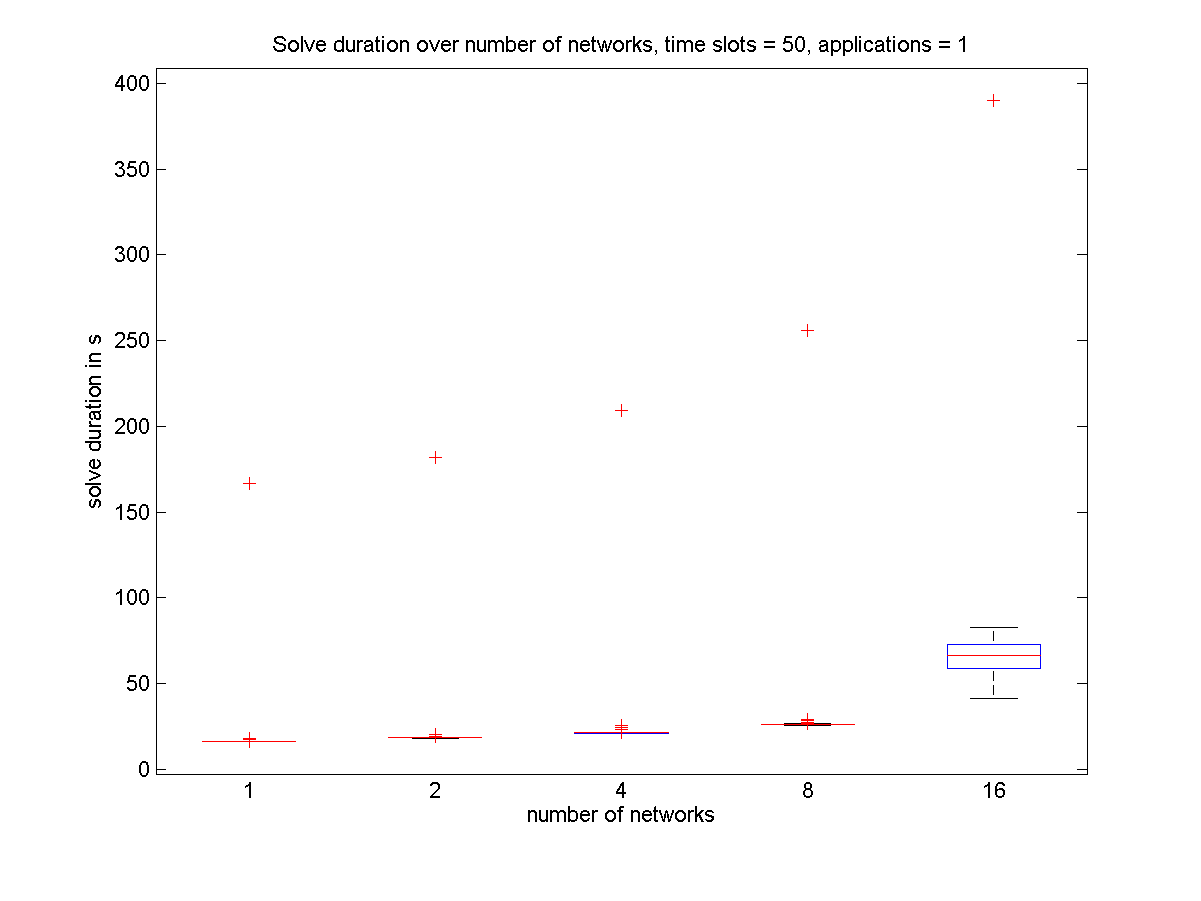 Solve duration over number of networks, time slots = 50, applications = 1
400
350
300
250
200
150
100
50
0
solve duration in s
1 2 4 8 16
number of networks